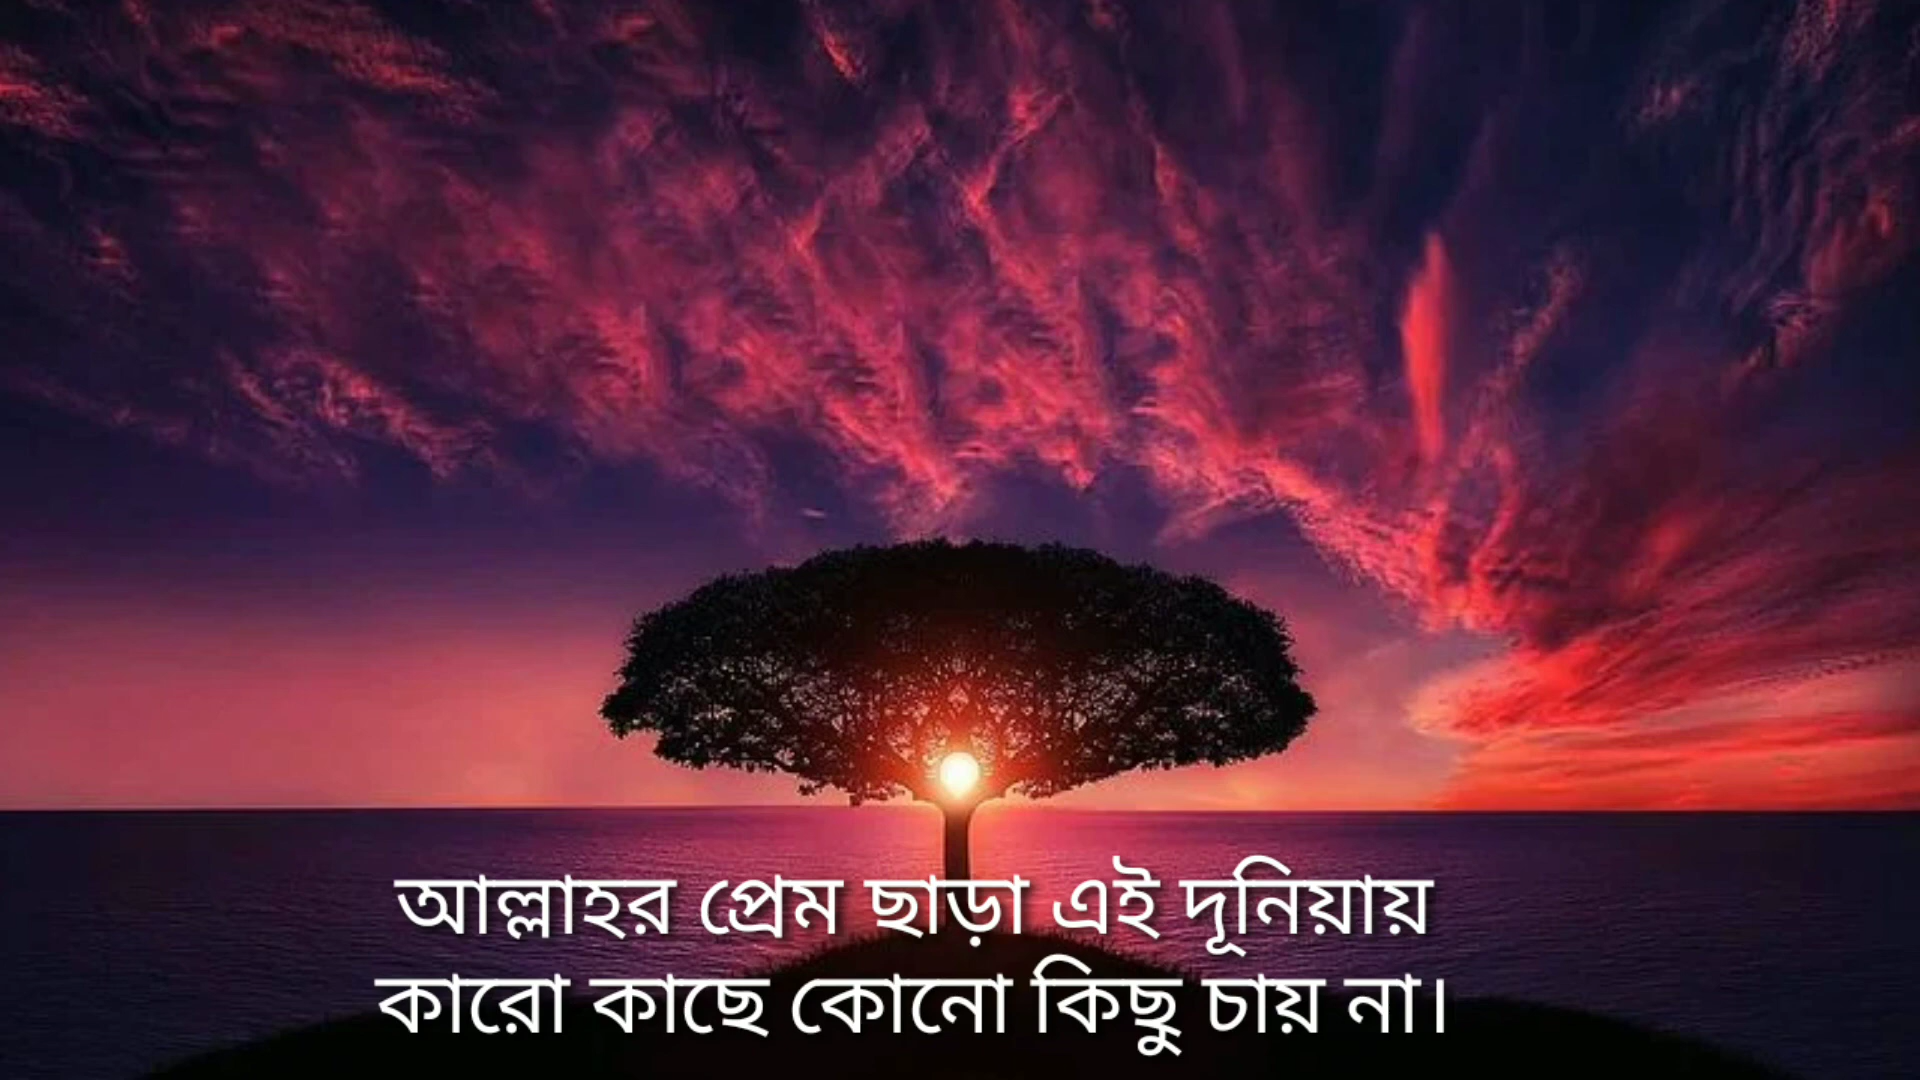 আল্লাহর প্রেম ছাড়া এই দূনিয়ায়
কারো কাছে কোনো কিছু চায় না।